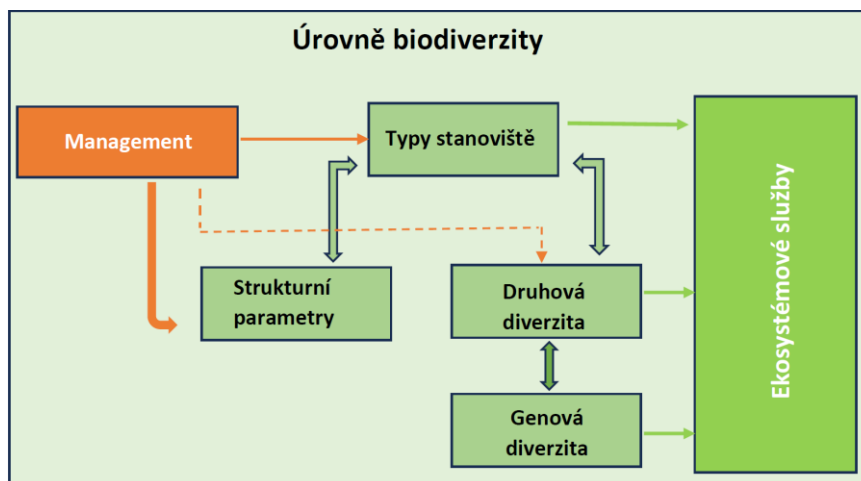 Úrovně biodiverzity
Management
Typy stanoviště
Strukturní
parametry
Druhová
diverzita
Genová
diverzita
Ekosystémové služby